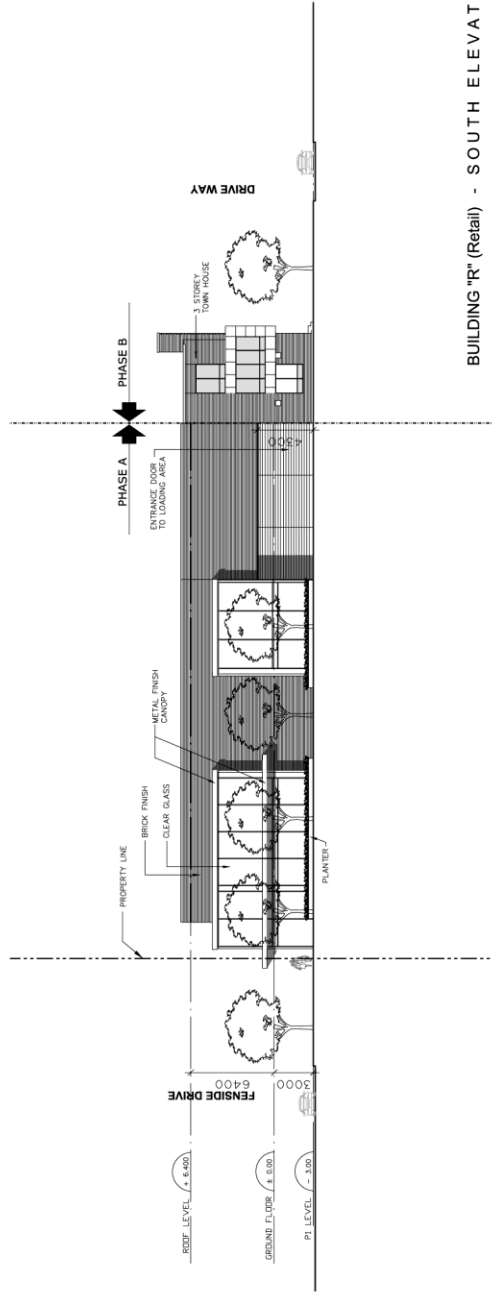 PHASE A
PHASE B
PROPERTY LINE
BRICK FINISH
CLEAR GLASS
METAL FINISH
CANOPY
ENTRANCE DOOR
TO LOADING AREA
3 STOREY
TOWN HOUSE
ROOF LEVEL
+ 6.400
GROUND FLOOR
± 0.00
P1 LEVEL
- 3.00
6400
3000
4300
FENSIDE DRIVE
DRIVE WAY
PLANTER
BUILDING "R" (Retail) - SOUTH ELEVAT